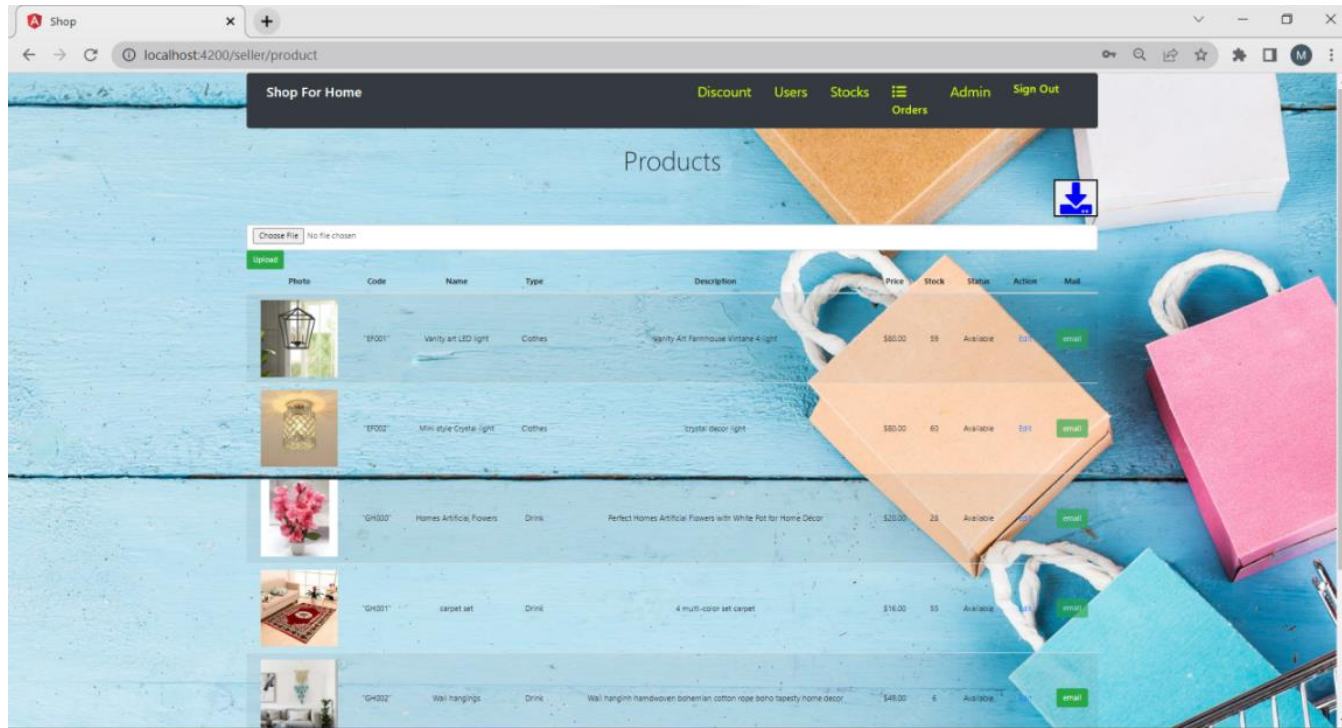 Shop
localhost:4200/seller/product
M
Shop For Home
Discount Users Stocks Orders Admin Sign Out
Products
Choose File No file chosen
Upload
Photo Code Name Type Description Price Stock Status Action Mail
"EF001" Vanity art LED light Clothes Vanity Art Farmhouse Vintane 4 light $80.00 59 Available Edit email
"EF002" Mini style Crystal light Clothes crystal decor light $80.00 60 Available Edit email
"GH000" Homes Artificial Flowers Drink Perfect Homes Artificial Flowers with White Pot for Home Decor $20.00 28 Available Edit email
"GH001" carpet set Drink 4 multi-color set carpet $16.00 55 Available Edit email
"GH002" Wall hangings Drink Wall hanginh handwoven bohemian cotton rope boho tapesty home decor $49.00 6 Available Edit email